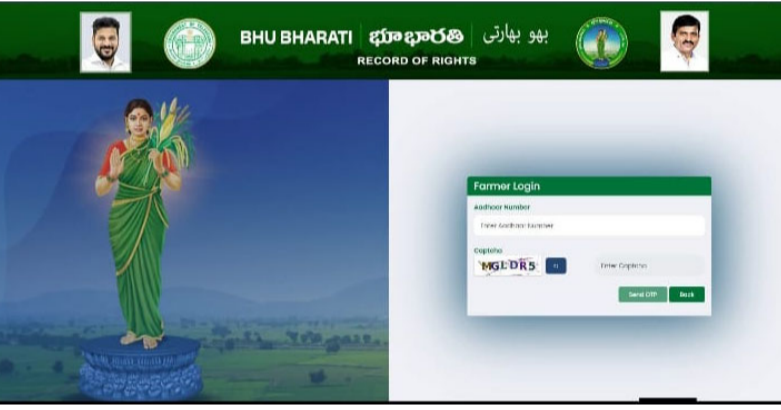 BHU BHARATI భూభారతి بھو بھارتی
RECORD OF RIGHTS
Farmer Login
Aadhaar Number
Enter Aadhaar Number
Captcha
MGLDR5
Enter Captcha
Send OTP Back